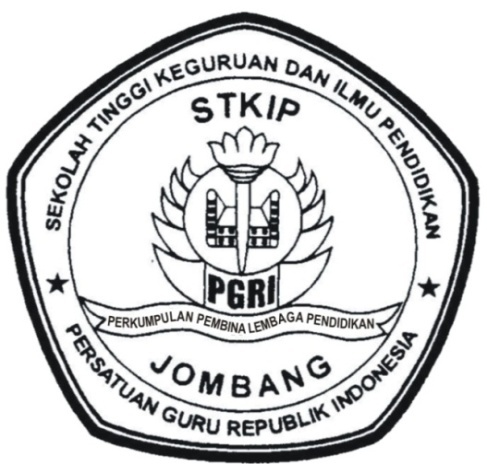 SEKOLAH TINGGI KEGURUAN DAN ILMU PENDIDIKAN
STKIP
PGRI
PERKUMPULAN PEMBINA LEMBAGA PENDIDIKAN
JOMBANG
PERSATUAN GURU REPUBLIK INDONESIA